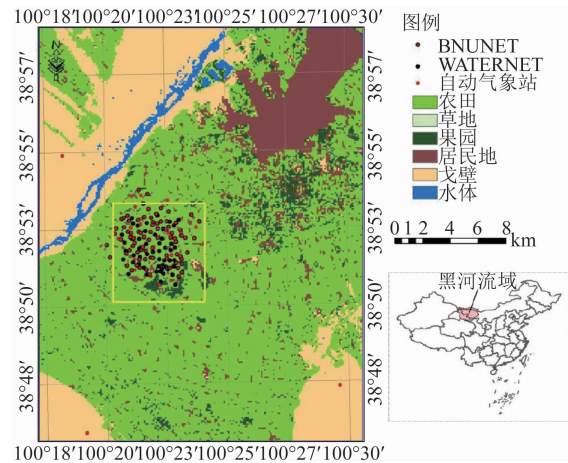 100°18′ 100°20′ 100°23′ 100°25′ 100°27′ 100°30′
38°57′
38°55′
38°53′
38°50′
38°48′
N
38°57′
38°55′
38°53′
38°50′
38°48′
100°18′ 100°20′ 100°23′ 100°25′ 100°27′ 100°30′
图例
BNUNET
WATERNET
自动气象站
农田
草地
果园
居民地
戈壁
水体
0 1 2 4 6 8
km
黑河流域